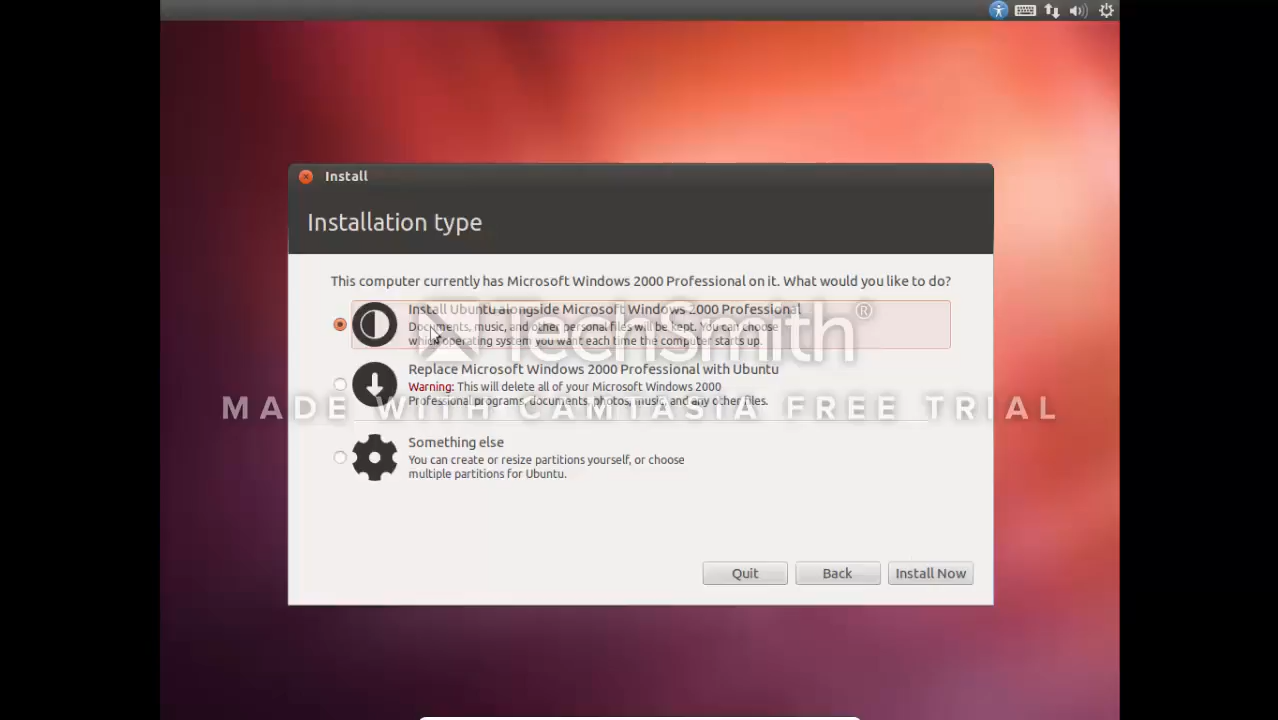 Install
Installation type
This computer currently has Microsoft Windows 2000 Professional on it. What would you like to do?
Install Ubuntu alongside Microsoft Windows 2000 Professional
Documents, music, and other personal files will be kept. You can choose
which operating system you want each time the computer starts up.
TechSmith®
Replace Microsoft Windows 2000 Professional with Ubuntu
Warning: This will delete all of your Microsoft Windows 2000
Professional programs, documents, photos, music, and any other files.
MADE WITH CAMTASIA FREE TRIAL
Something else
You can create or resize partitions yourself, or choose
multiple partitions for Ubuntu.
Quit Back Install Now